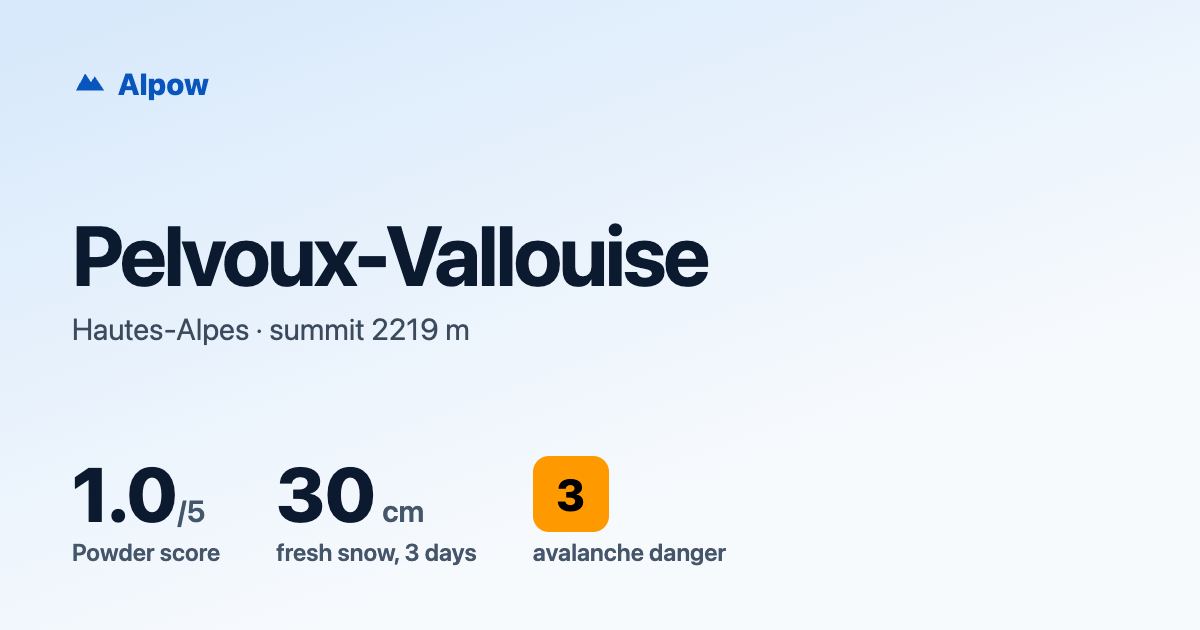 Alpow
Pelvoux-Vallouise
Hautes-Alpes · summit 2219 m
1.0/5 30 cm 3
Powder score fresh snow, 3 days avalanche danger